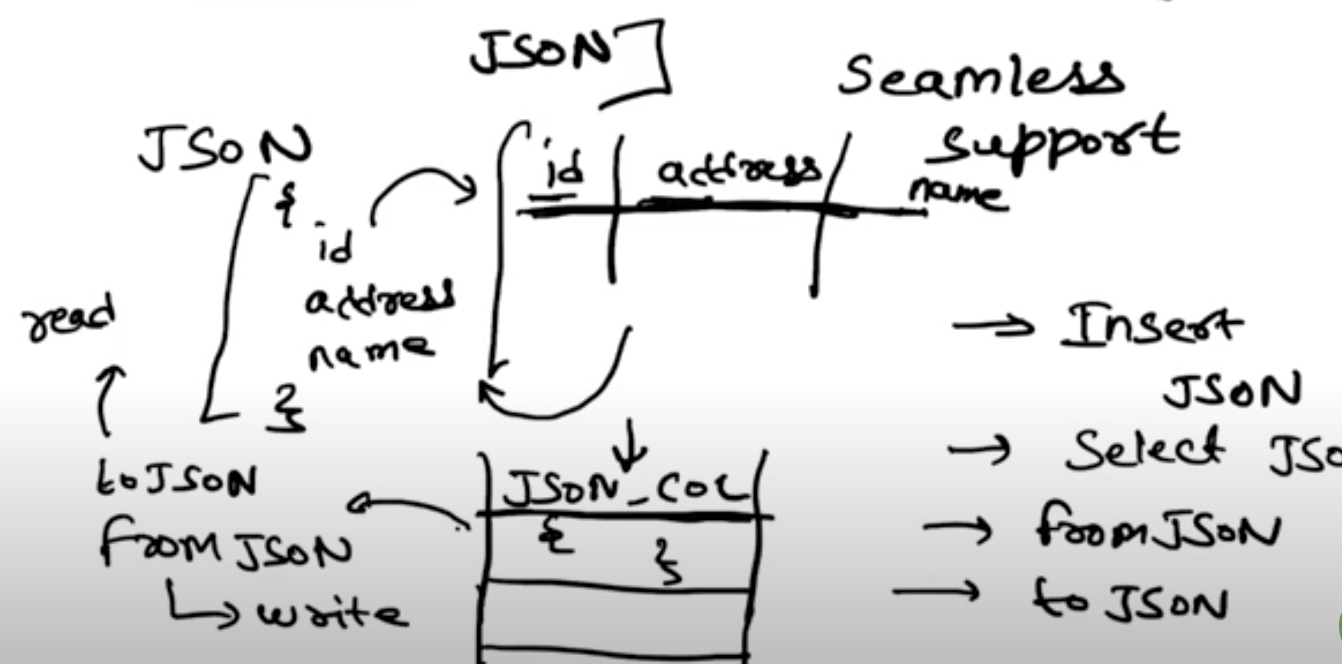 JSON
Seamless
support
JSON
{
id
address
name
}
id address name
read
toJSON
fromJSON
write
JSON_COL
{ }
→ Insert
JSON
→ Select JSO
→ fromJSON
→ toJSON